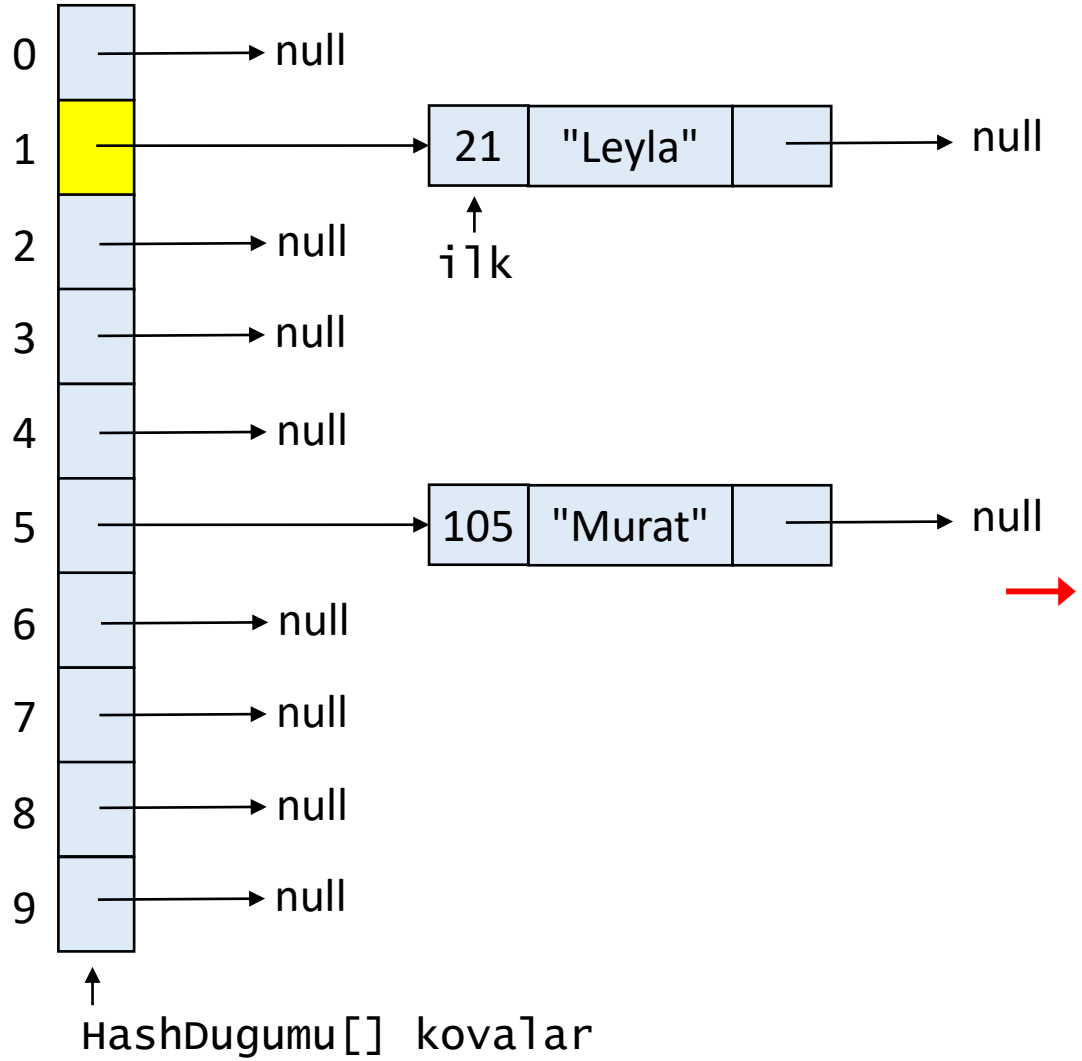 0 null
1 21 "Leyla" null
ilk
2 null
3 null
4 null
5 105 "Murat" null
6 null
7 null
8 null
9 null
HashDugumu[] kovalar